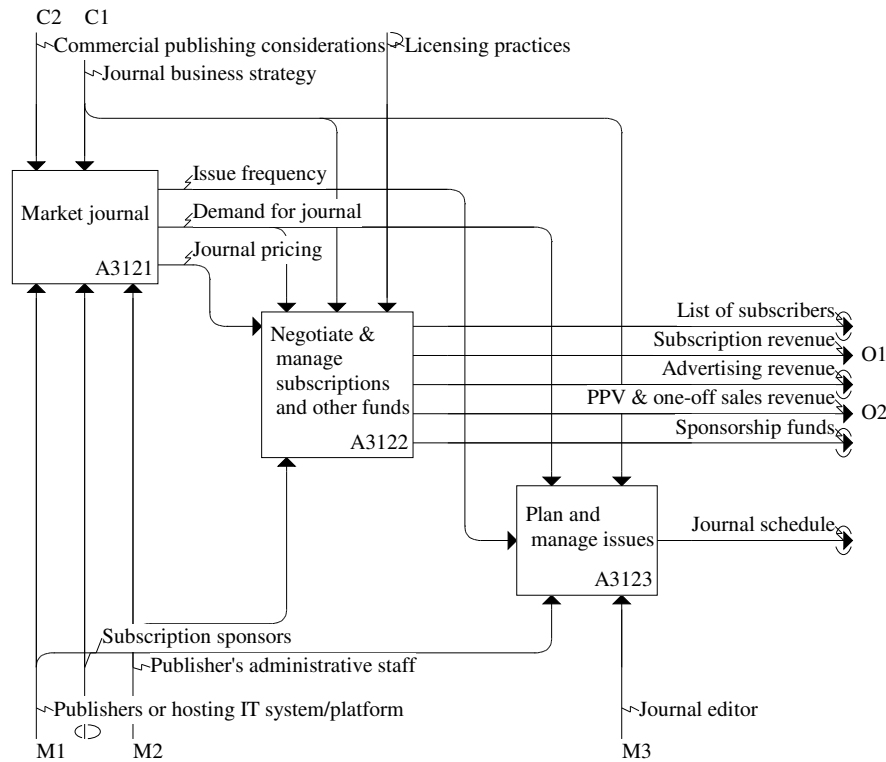 C2 C1
Commercial publishing considerations
Licensing practices
Journal business strategy
Issue frequency
Market journal
Demand for journal
Journal pricing
A3121
List of subscribers
Negotiate &
manage
subscriptions
and other funds
A3122
Subscription revenue
O1
Advertising revenue
PPV & one-off sales revenue
O2
Sponsorship funds
Plan and
manage issues
A3123
Journal schedule
Subscription sponsors
Publisher's administrative staff
Publishers or hosting IT system/platform
Journal editor
M1 M2 M3